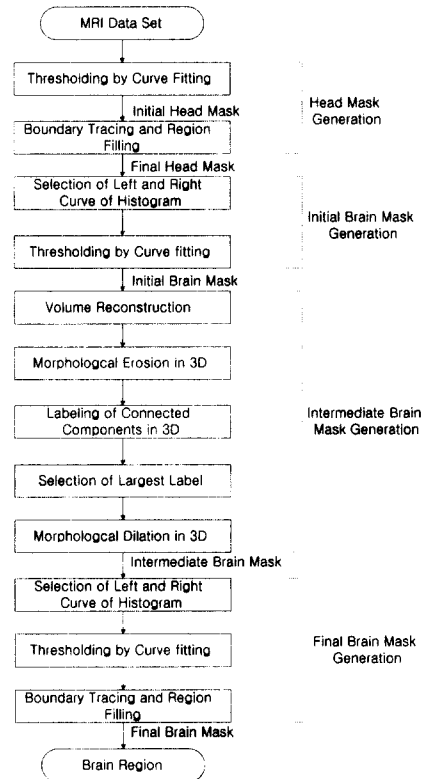 MRI Data Set
Thresholding by Curve Fitting
Initial Head Mask
Head Mask
Generation
Boundary Tracing and Region
Filling
Final Head Mask
Selection of Left and Right
Curve of Histogram
Initial Brain Mask
Generation
Thresholding by Curve fitting
Initial Brain Mask
Volume Reconstruction
Morphologcal Erosion in 3D
Labeling of Connected
Components in 3D
Intermediate Brain
Mask Generation
Selection of Largest Label
Morphologcal Dilation in 3D
Intermediate Brain Mask
Selection of Left and Right
Curve of Histogram
Thresholding by Curve fitting
Final Brain Mask
Generation
Boundary Tracing and Region
Filling
Final Brain Mask
Brain Region